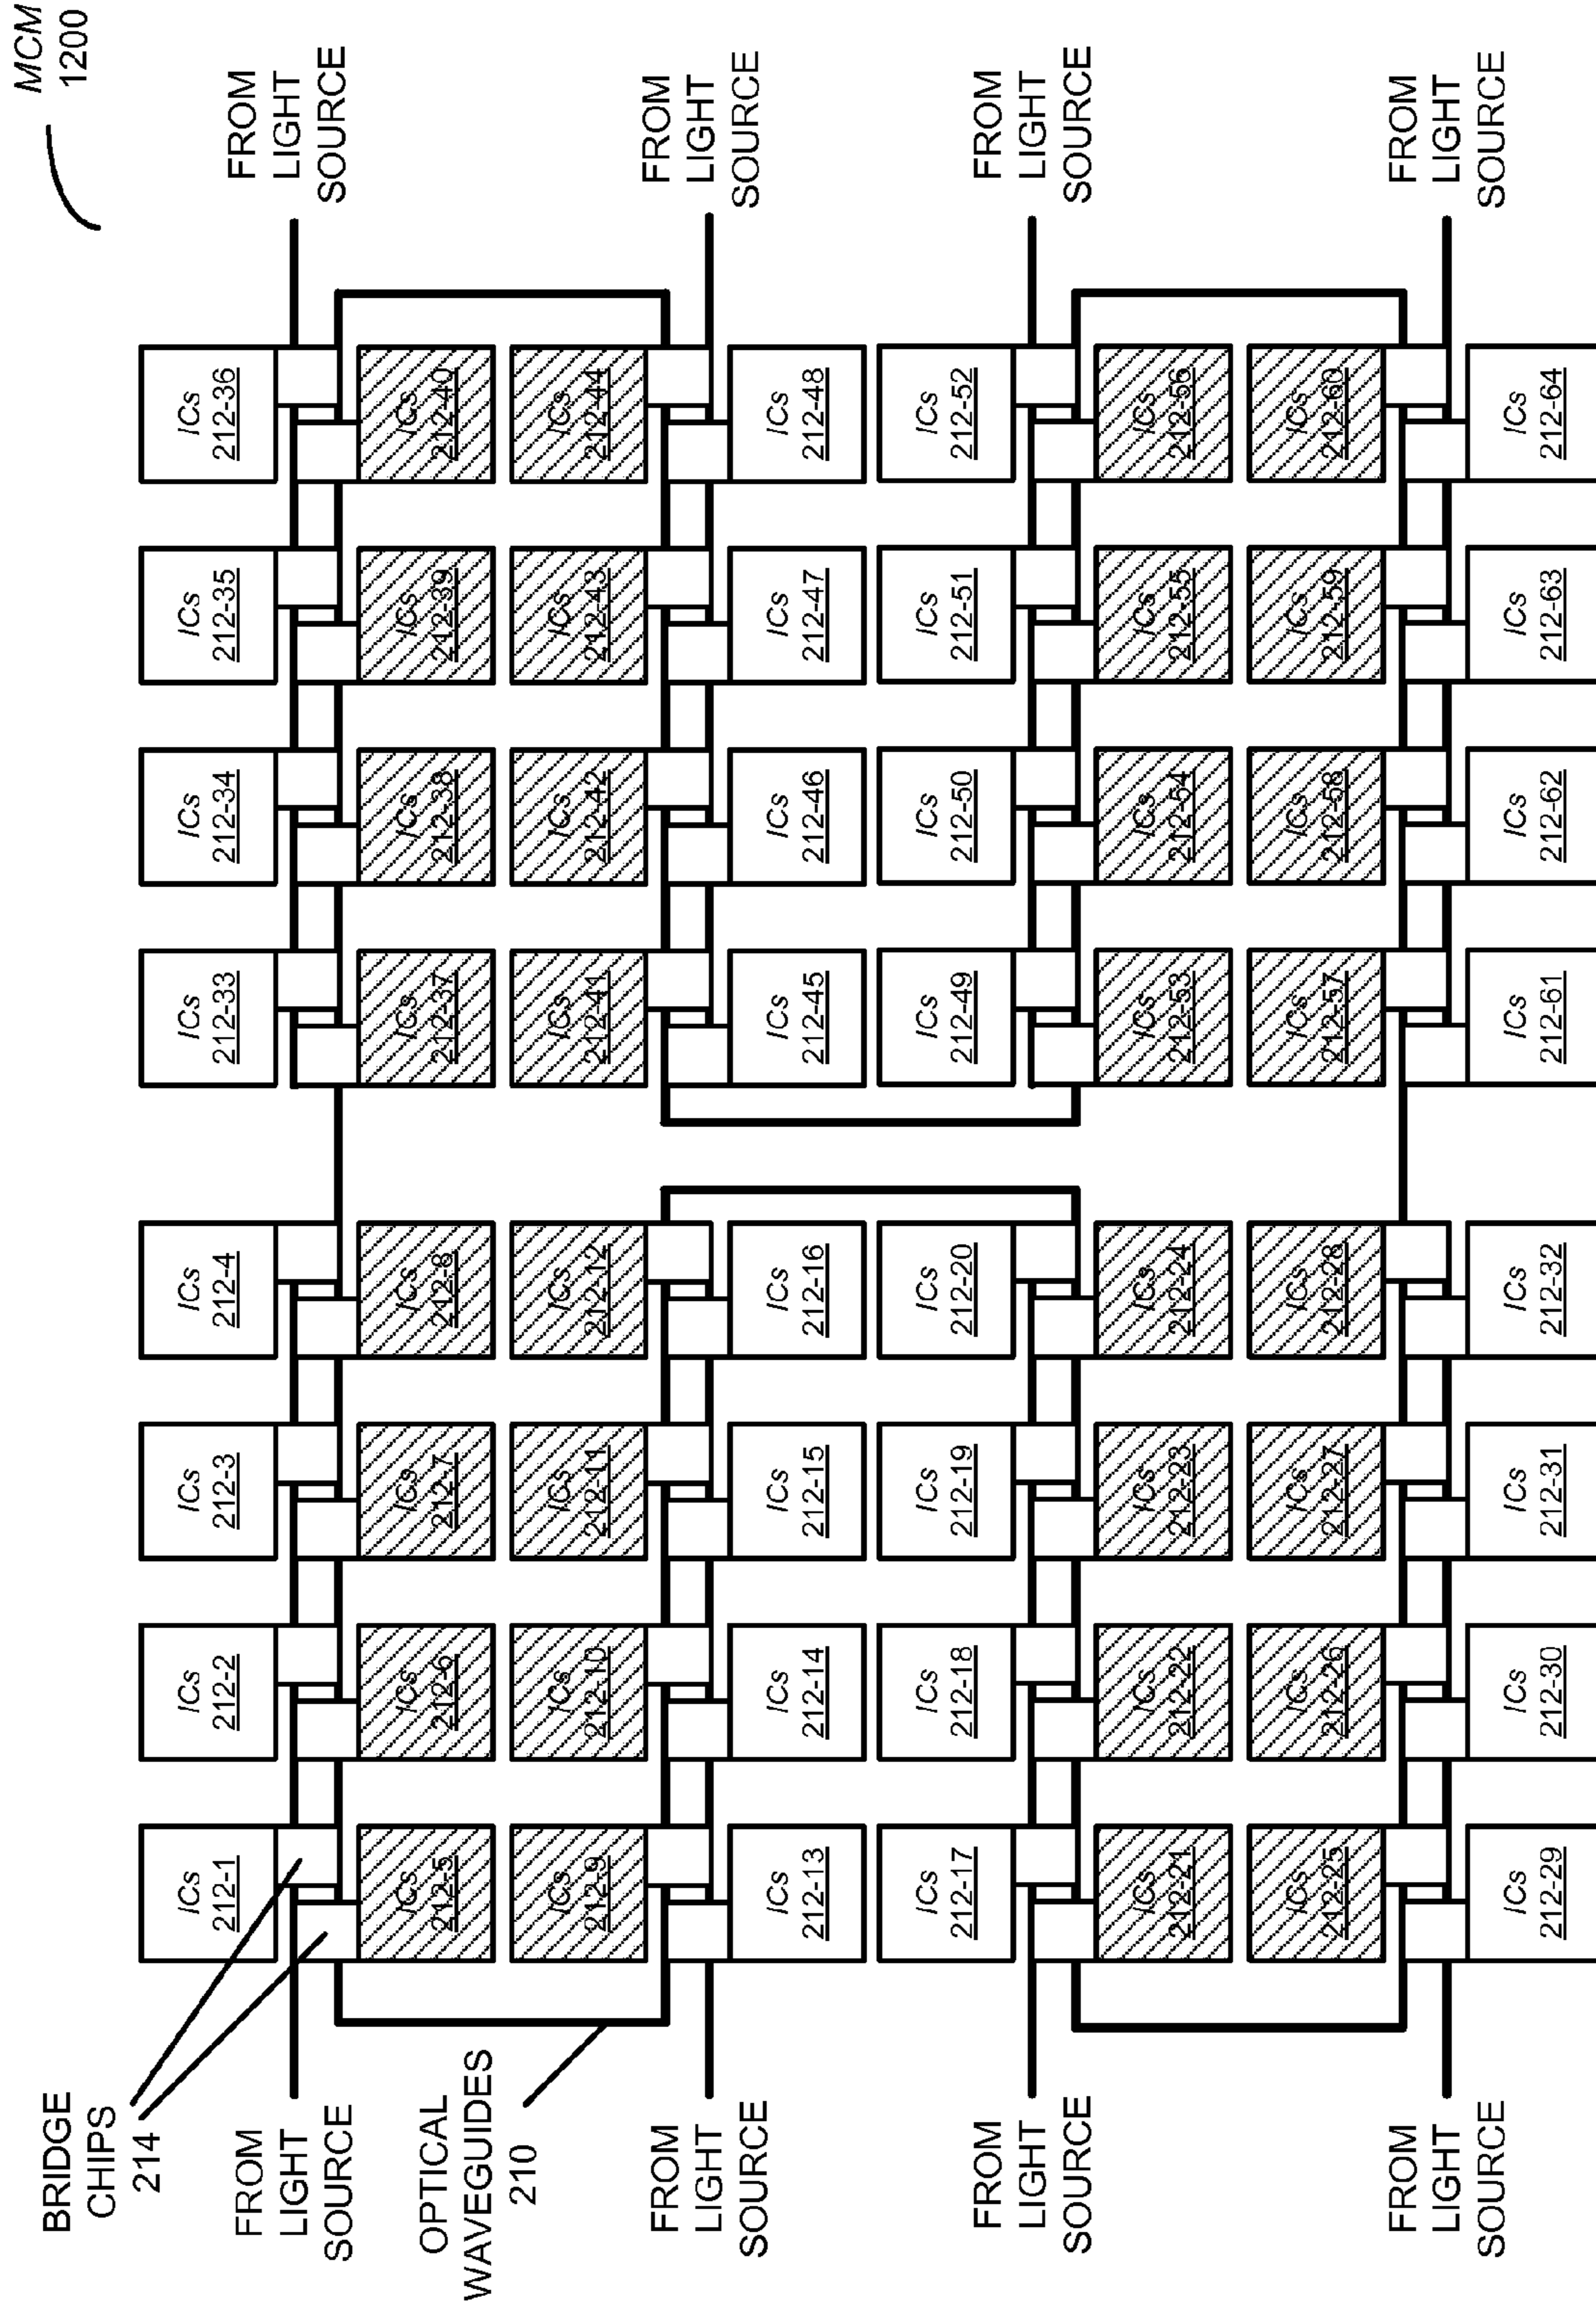 MCM
1200
BRIDGE
CHIPS
214
ICs
212-1
ICs
212-2
ICs
212-3
ICs
212-4
ICs
212-33
ICs
212-34
ICs
212-35
ICs
212-36
FROM
LIGHT
SOURCE
FROM
LIGHT
SOURCE
ICs
212-5
ICs
212-6
ICs
212-7
ICs
212-8
ICs
212-37
ICs
212-38
ICs
212-39
ICs
212-40
OPTICAL
WAVEGUIDES
210
ICs
212-9
ICs
212-10
ICs
212-11
ICs
212-12
ICs
212-41
ICs
212-42
ICs
212-43
ICs
212-44
FROM
LIGHT
SOURCE
FROM
LIGHT
SOURCE
ICs
212-13
ICs
212-14
ICs
212-15
ICs
212-16
ICs
212-45
ICs
212-46
ICs
212-47
ICs
212-48
ICs
212-17
ICs
212-18
ICs
212-19
ICs
212-20
ICs
212-49
ICs
212-50
ICs
212-51
ICs
212-52
FROM
LIGHT
SOURCE
FROM
LIGHT
SOURCE
ICs
212-21
ICs
212-22
ICs
212-23
ICs
212-24
ICs
212-53
ICs
212-54
ICs
212-55
ICs
212-56
ICs
212-25
ICs
212-26
ICs
212-27
ICs
212-28
ICs
212-57
ICs
212-58
ICs
212-59
ICs
212-60
FROM
LIGHT
SOURCE
FROM
LIGHT
SOURCE
ICs
212-29
ICs
212-30
ICs
212-31
ICs
212-32
ICs
212-61
ICs
212-62
ICs
212-63
ICs
212-64